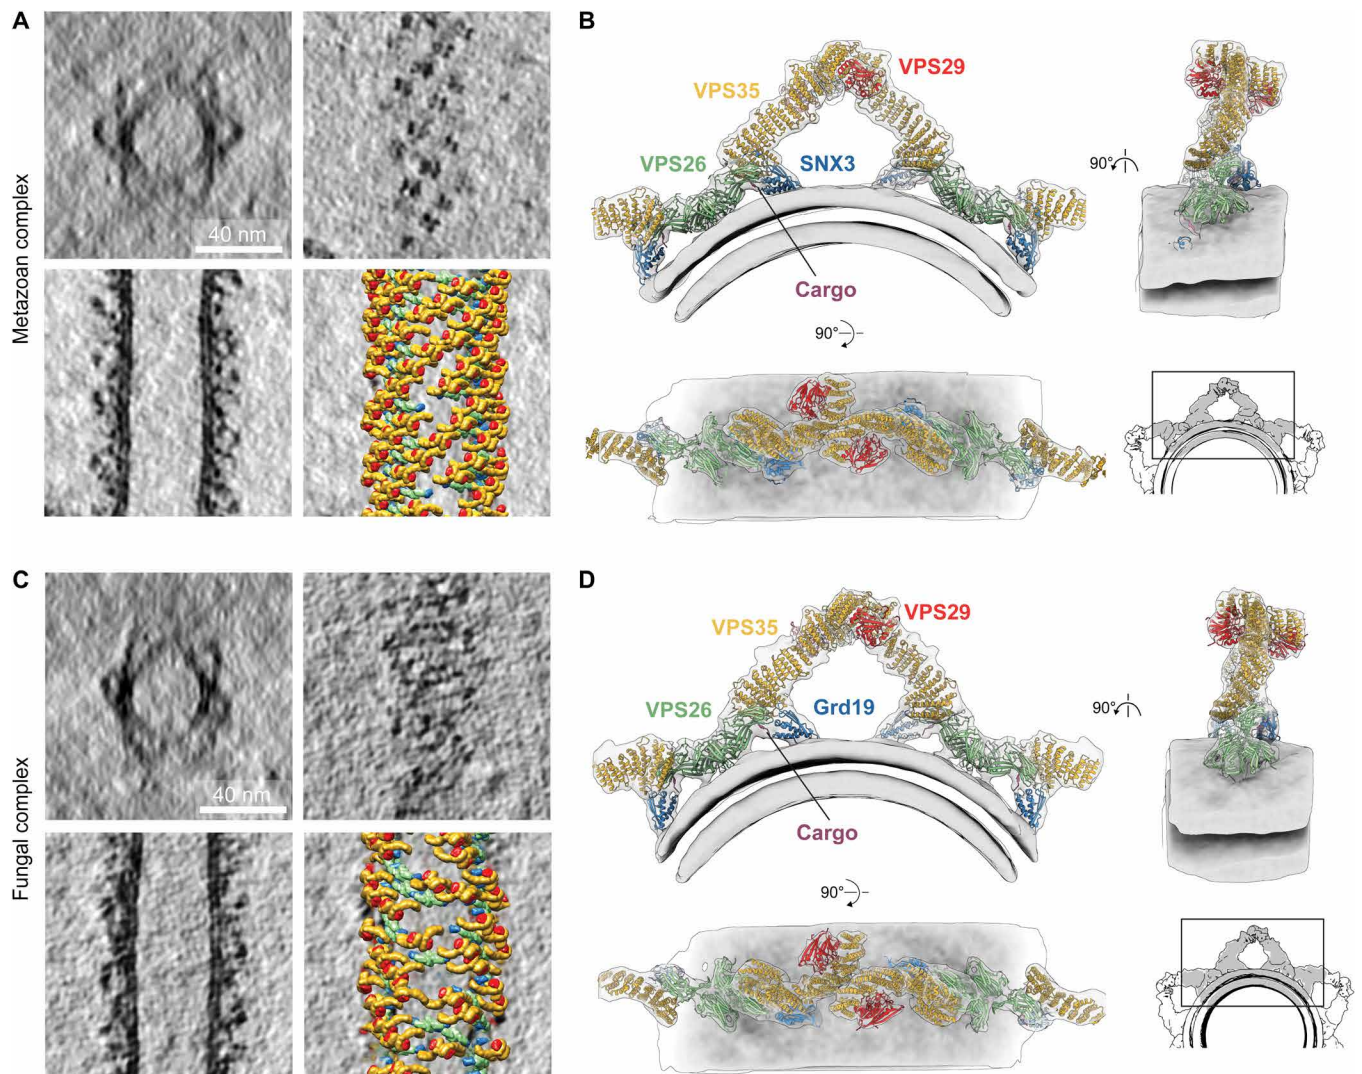 A
Metazoan complex
40 nm
B
VPS35
VPS29
VPS26
SNX3
Cargo
90°
90°
C
Fungal complex
40 nm
D
VPS35
VPS29
VPS26
Grd19
Cargo
90°
90°